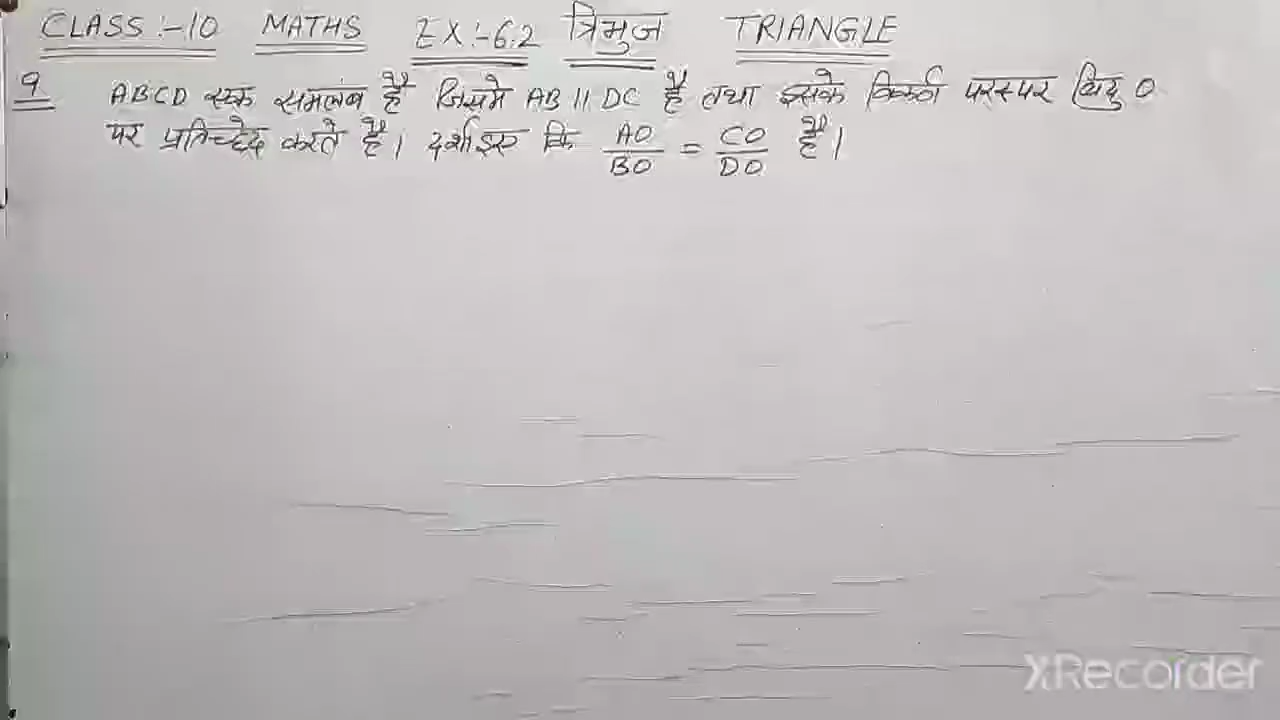 CLASS :-10 MATHS EX :-6.2 त्रिभुज TRIANGLE
9 ABCD एक समलंब है जिसमे AB || DC है तथा इसके विकर्ण परस्पर बिंदु O
पर प्रतिच्छेद करते है। दर्शाइए कि AO/BO = CO/DO है।
XRecorder